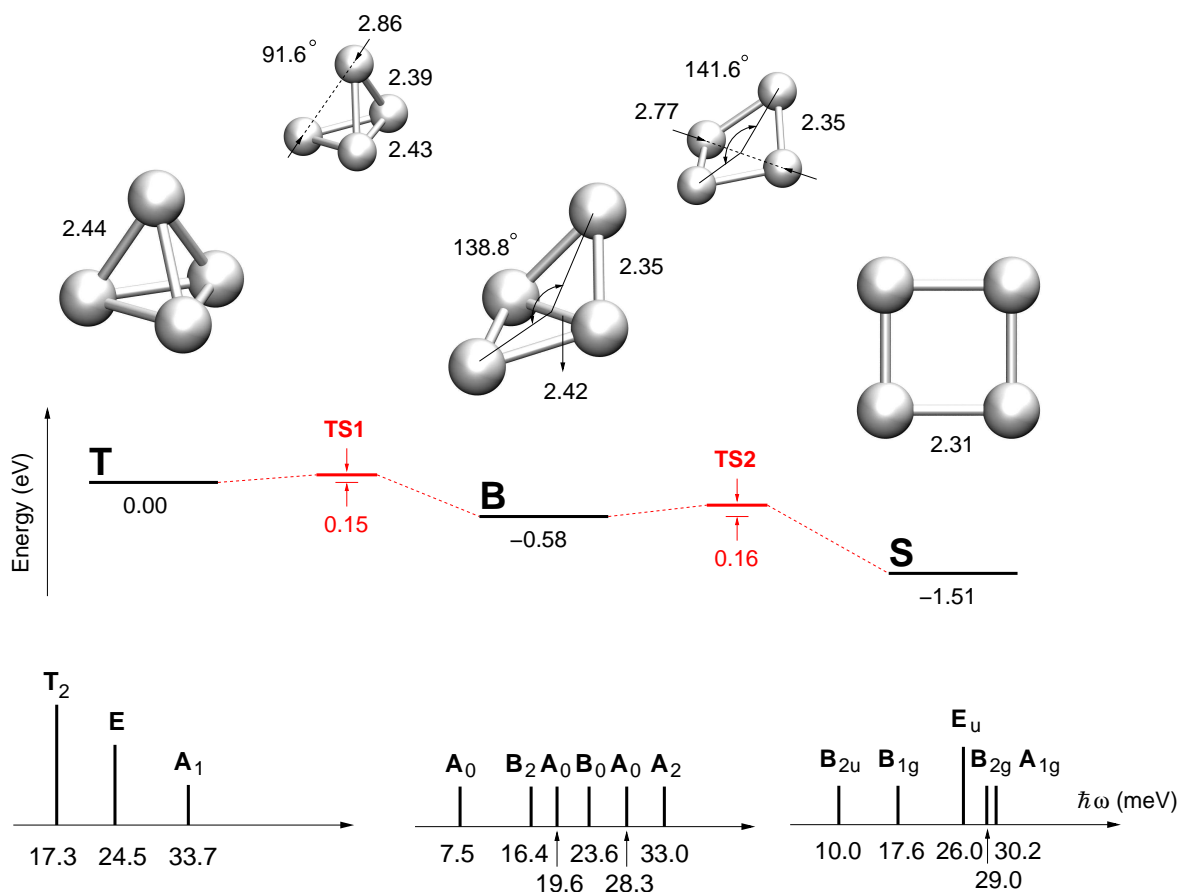 2.86
91.6°
2.39
2.43
141.6°
2.77
2.35
2.44
138.8°
2.35
2.42
2.31
Energy (eV)
T
0.00
TS1
0.15
B
−0.58
TS2
0.16
S
−1.51
T2 E A1
17.3 24.5 33.7
A0 B2 A0 B0 A0 A2
7.5 16.4 23.6 33.0
19.6 28.3
B2u B1g Eu B2g A1g
ħω (meV)
10.0 17.6 26.0 30.2
29.0